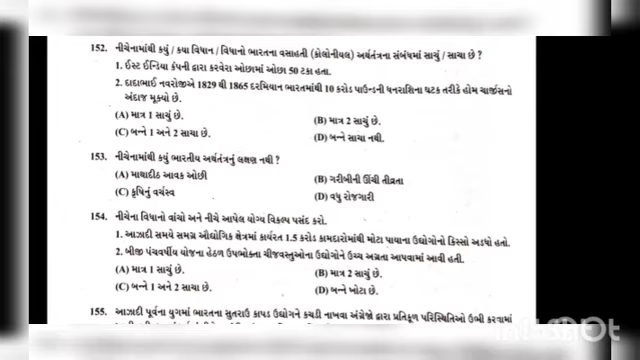 152. નીચેનામાંથી કયું / કયા વિધાન / વિધાનો ભારતના વસાહતી (કોલોનીયલ) અર્થતંત્રના સંબંધમાં સાચું / સાચા છે ?
1. ઈસ્ટ ઈન્ડિયા કંપની દ્વારા કરવેરા ઓછામાં ઓછા 50 ટકા હતા.
2. દાદાભાઈ નવરોજીએ 1829 થી 1865 દરમિયાન ભારતમાંથી 10 કરોડ પાઉન્ડની ધનરાશિના ઘટક તરીકે હોમ ચાર્જીસનો
અંદાજ મૂક્યો છે.
(A) માત્ર 1 સાચું છે.
(B) માત્ર 2 સાચું છે.
(C) બન્ને 1 અને 2 સાચા છે.
(D) બન્ને સાચા નથી.
153. નીચેનામાંથી કયું ભારતીય અર્થતંત્રનું લક્ષણ નથી ?
(A) માથાદીઠ આવક ઓછી
(B) ગરીબીની ઊંચી તીવ્રતા
(C) કૃષિનું વર્ચસ્વ
(D) વધુ રોજગારી
154. નીચેના વિધાનો વાંચો અને નીચે આપેલ યોગ્ય વિકલ્પ પસંદ કરો.
1. આઝાદી સમયે સમગ્ર ઔદ્યોગિક ક્ષેત્રમાં કાર્યરત 1.5 કરોડ કામદારોમાંથી મોટા પાયાના ઉદ્યોગોનો હિસ્સો અડધો હતો.
2. બીજી પંચવર્ષીય યોજના હેઠળ ઉપભોક્તા ચીજવસ્તુઓના ઉદ્યોગોને ઉચ્ચ અગ્રતા આપવામાં આવી હતી.
(A) માત્ર 1 સાચું છે.
(B) માત્ર 2 સાચું છે.
(C) બન્ને 1 અને 2 સાચા છે.
(D) બન્ને ખોટા છે.
155. આઝાદી પૂર્વેના યુગમાં ભારતના સુતરાઉ કાપડ ઉદ્યોગને કચડી નાખવા અંગ્રેજો દ્વારા પ્રતિકૂળ પરિસ્થિતિઓ ઉભી કરવામાં